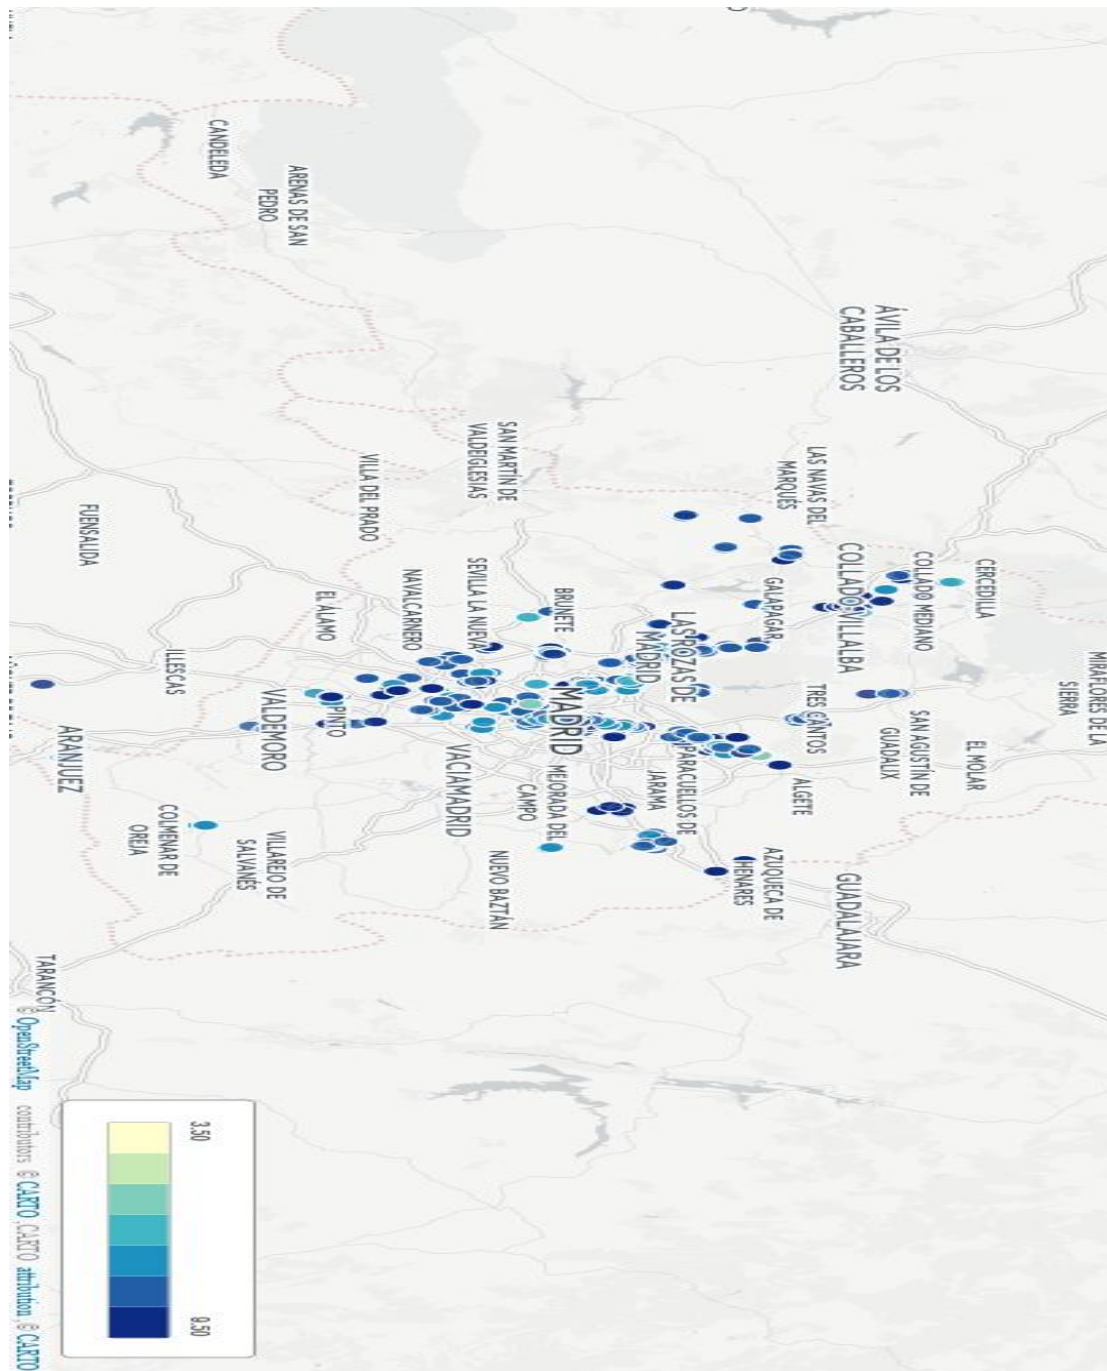 CANDELEDA
ARENAS DE SAN
PEDRO
ÁVILA DE LOS
CABALLEROS
SAN MARTÍN DE
VALDEIGLESIAS
LAS NAVAS DEL
MARQUÉS
VILLA DEL PRADO
FUENSALIDA
CERCEDILLA
COLLADO MEDIANO
COLLADO VILLALBA
GALAPAGAR
BRUNETE
SEVILLA LA NUEVA
NAVALCARNERO
EL ÁLAMO
ILLESCAS
LAS ROZAS DE
MADRID
MIRAFLORES DE LA
SIERRA
SAN AGUSTÍN DE
GUADALIX
EL MOLAR
TRES CANTOS
MADRID
PINTO
VALDEMORO
ARANJUEZ
VACIAMADRID
ALGETE
PARACUELLOS DE
JARAMA
MEJORADA DEL
CAMPO
COLMENAR DE
OREJA
VILLAREJO DE
SALVANÉS
NUEVO BAZTÁN
AZUQUECA DE
HENARES
GUADALAJARA
TARANCÓN
3.50
9.50
© OpenStreetMap contributors © CARTO, CARTO attribution, © CARTO